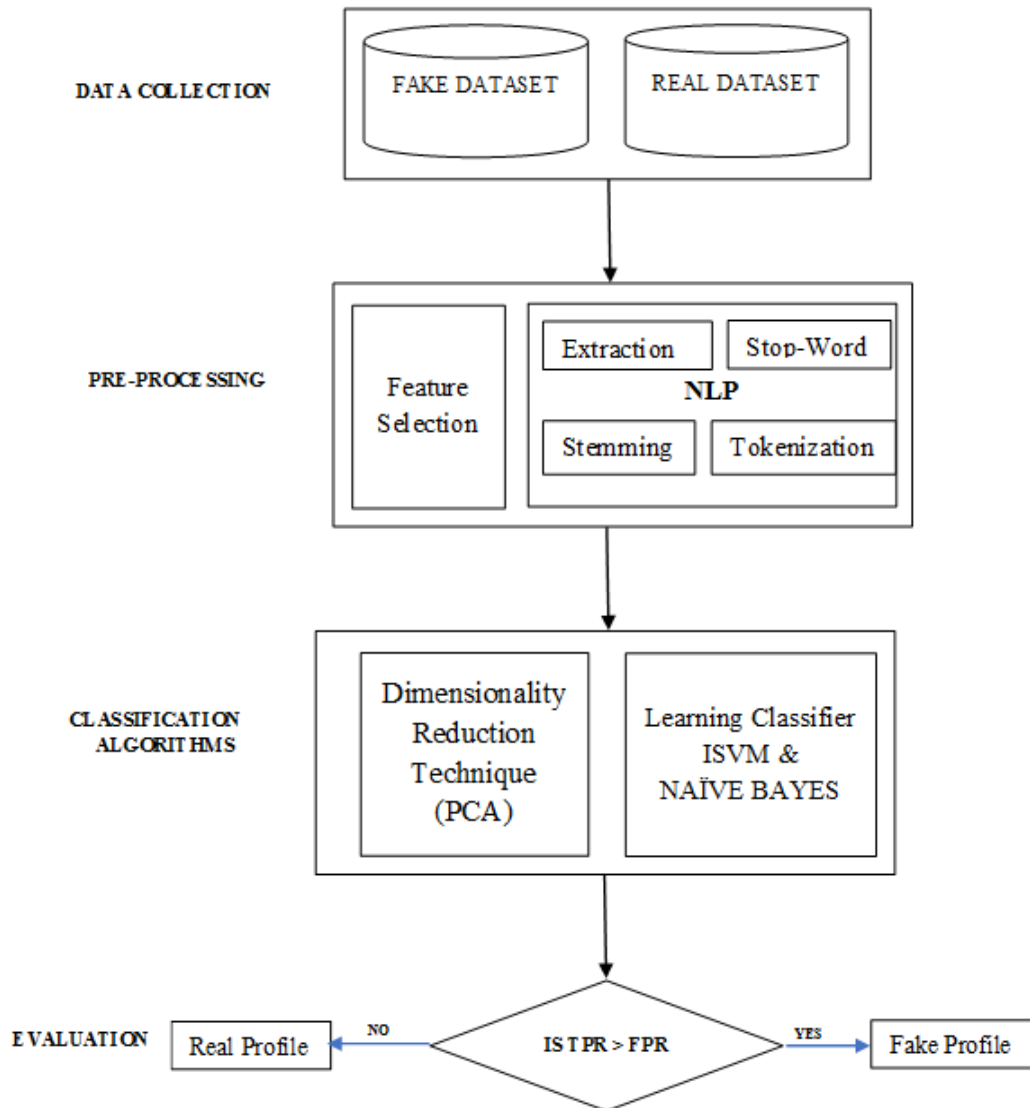 FAKE DATASET
REAL DATASET
DATA COLLECTION
Extraction
Stop-Word
PRE-PROCESSING
Feature
Selection
NLP
Stemming
Tokenization
CLASSIFICATION
ALGORITHMS
Dimensionality
Reduction
Technique
(PCA)
Learning Classifier
ISVM &
NAÏVE BAYES
EVALUATION
Real Profile
NO
IS TPR > FPR
YES
Fake Profile